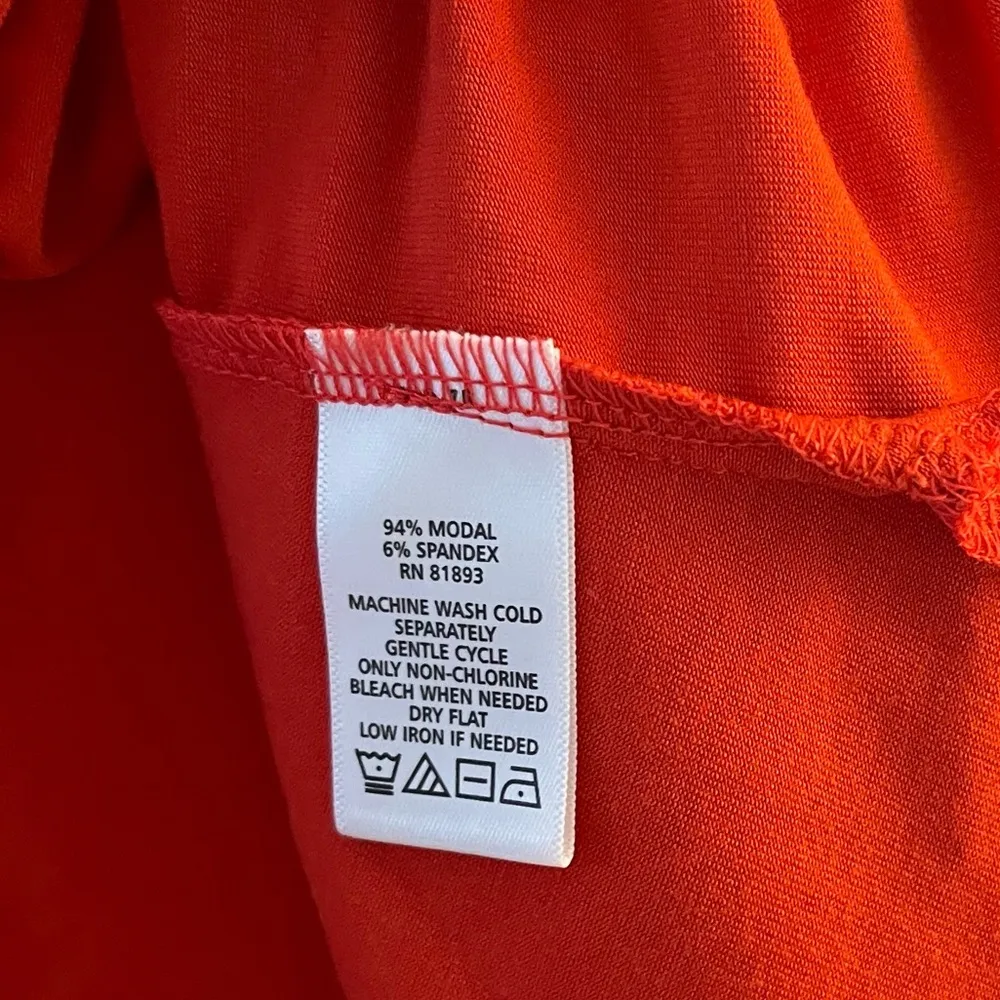 94% MODAL
6% SPANDEX
RN 81893
MACHINE WASH COLD
SEPARATELY
GENTLE CYCLE
ONLY NON-CHLORINE
BLEACH WHEN NEEDED
DRY FLAT
LOW IRON IF NEEDED